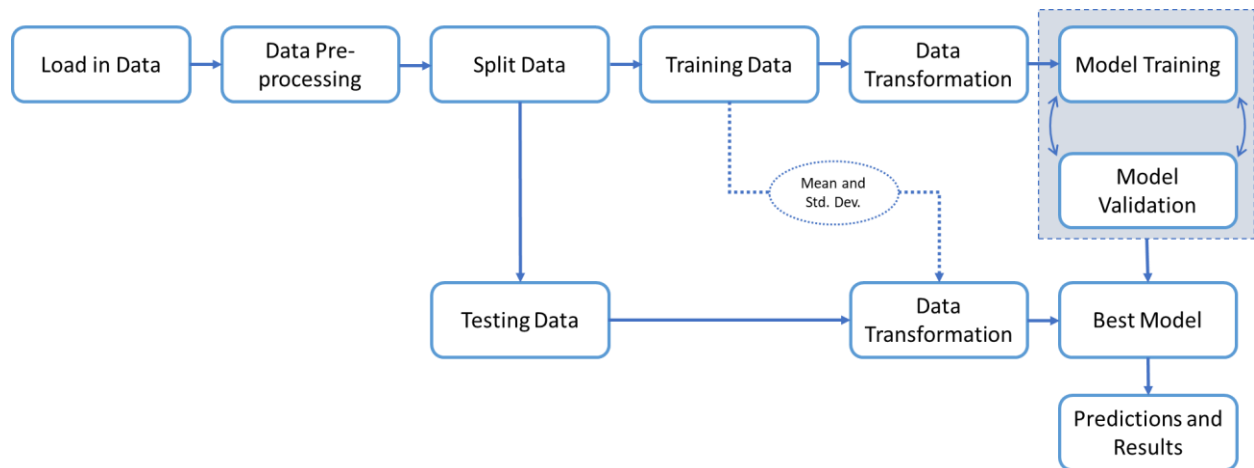 Load in Data
Data Pre-
processing
Split Data
Training Data
Data
Transformation
Model Training
Mean and
Std. Dev.
Model
Validation
Testing Data
Data
Transformation
Best Model
Predictions and
Results